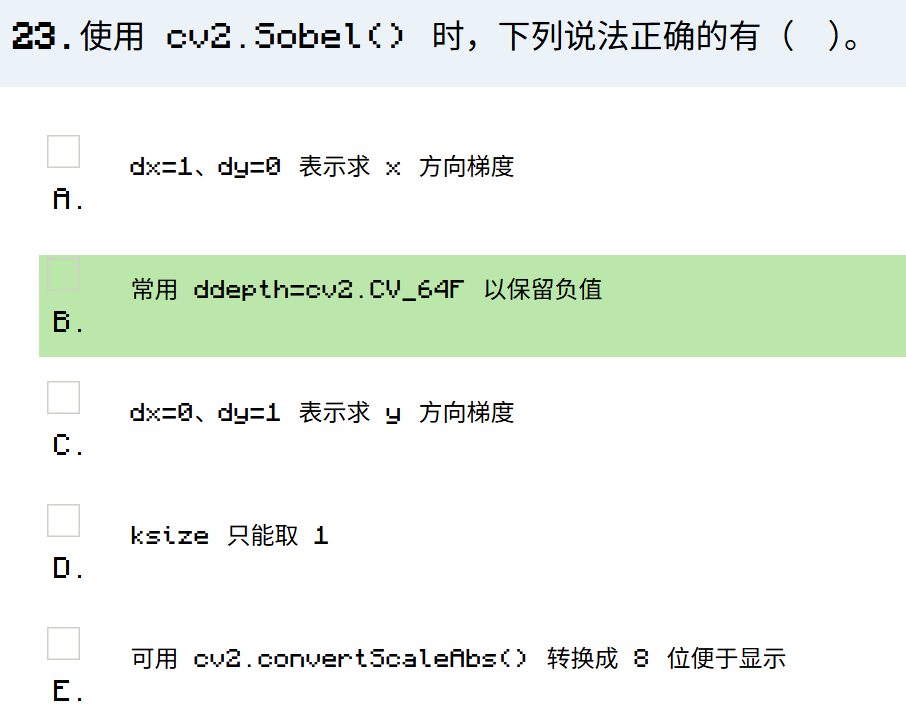 23.使用 cv2.Sobel() 时，下列说法正确的有（ ）。
A. dx=1、dy=0 表示求 x 方向梯度
B. 常用 ddepth=cv2.CV_64F 以保留负值
C. dx=0、dy=1 表示求 y 方向梯度
D. ksize 只能取 1
E. 可用 cv2.convertScaleAbs() 转换成 8 位便于显示